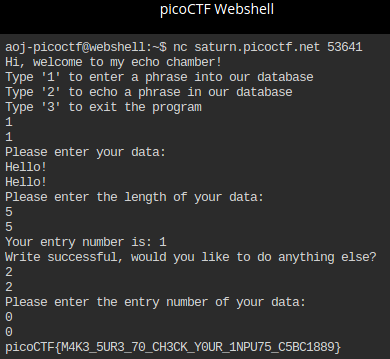 picoCTF Webshell
aoj-picoctf@webshell:~$ nc saturn.picoctf.net 53641
Hi, welcome to my echo chamber!
Type '1' to enter a phrase into our database
Type '2' to echo a phrase in our database
Type '3' to exit the program
1
1
Please enter your data:
Hello!
Hello!
Please enter the length of your data:
5
5
Your entry number is: 1
Write successful, would you like to do anything else?
2
2
Please enter the entry number of your data:
0
0
picoCTF{M4K3_5UR3_70_CH3CK_Y0UR_1NPU75_C5BC1889}